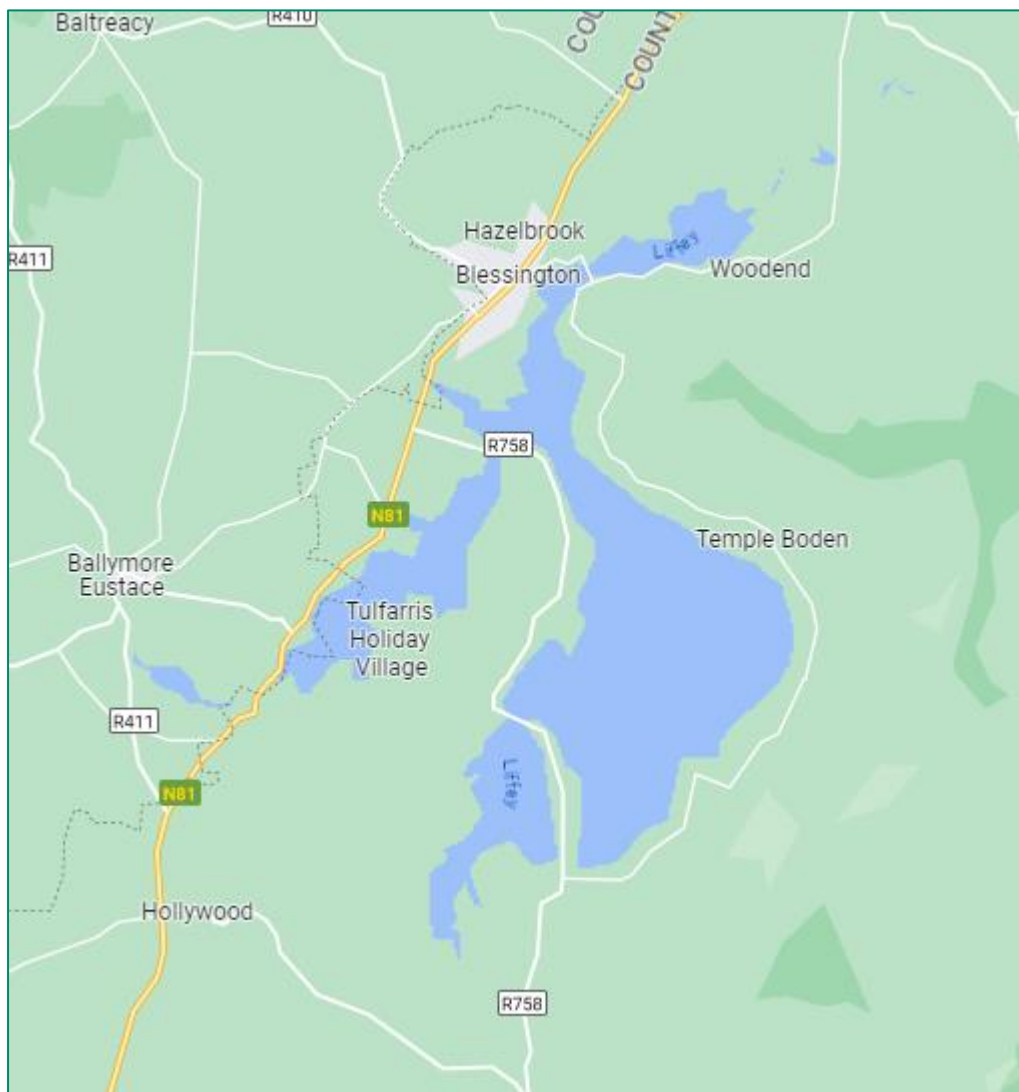 R410
Baltreacy
COU
COUNT
R411
Hazelbrook
Liffey
Woodend
Blessington
R758
N81
Temple Boden
Ballymore
Eustace
Tulfarris
Holiday
Village
R411
Liffey
N81
Hollywood
R758